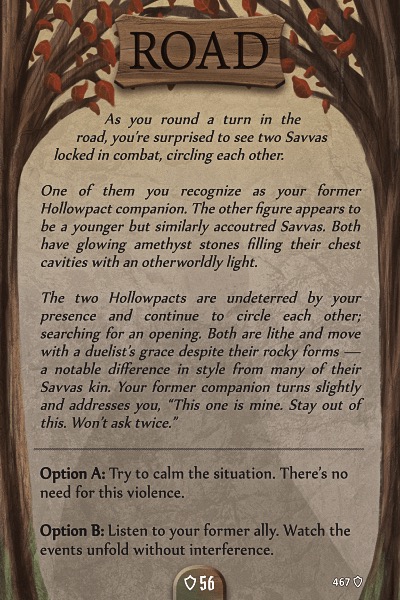 ROAD
As you round a turn in the
road, you're surprised to see two Savvas
locked in combat, circling each other.
One of them you recognize as your former
Hollowpact companion. The other figure appears to
be a younger but similarly accoutred Savvas. Both
have glowing amethyst stones filling their chest
cavities with an otherworldly light.
The two Hollowpacts are undeterred by your
presence and continue to circle each other;
searching for an opening. Both are lithe and move
with a duelist's grace despite their rocky forms —
a notable difference in style from many of their
Savvas kin. Your former companion turns slightly
and addresses you, “This one is mine. Stay out of
this. Won't ask twice.”
Option A: Try to calm the situation. There's no
need for this violence.
Option B: Listen to your former ally. Watch the
events unfold without interference.
56
467